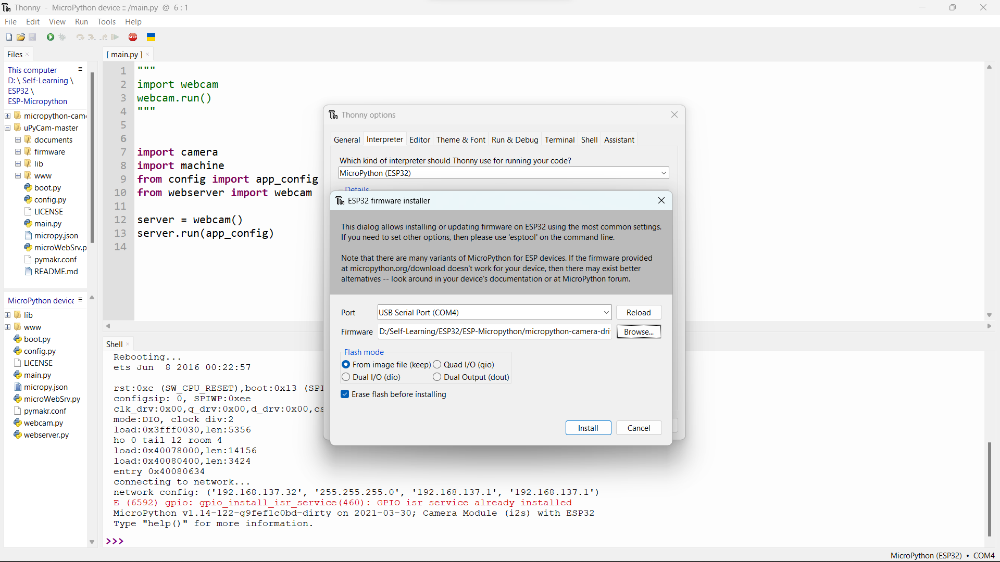 Thonny - MicroPython device :: /main.py @ 6 : 1
File Edit View Run Tools Help
STOP
Files
This computer
D: \ Self-Learning \
ESP32 \
ESP-Micropython
micropython-cam
uPyCam-master
documents
firmware
lib
www
boot.py
config.py
LICENSE
main.py
micropy.json
microWebSrv.p
pymakr.conf
README.md
MicroPython device
lib
www
boot.py
config.py
LICENSE
main.py
micropy.json
microWebSrv.py
pymakr.conf
webcam.py
webserver.py
[ main.py ]
1 """
2 import webcam
3 webcam.run()
4 """
5
6
7 import camera
8 import machine
9 from config import app_config
10 from webserver import webcam
11
12 server = webcam()
13 server.run(app_config)
14
Shell
Rebooting...
ets Jun  8 2016 00:22:57
rst:0xc (SW_CPU_RESET),boot:0x13 (SPI
configsip: 0, SPIWP:0xee
clk_drv:0x00,q_drv:0x00,d_drv:0x00,cs
mode:DIO, clock div:2
load:0x3fff0030,len:5356
ho 0 tail 12 room 4
load:0x40078000,len:14156
load:0x40080400,len:3424
entry 0x40080634
connecting to network...
network config: ('192.168.137.32', '255.255.255.0', '192.168.137.1', '192.168.137.1')
E (6592) gpio: gpio_install_isr_service(460): GPIO isr service already installed
MicroPython v1.14-122-g9fef1c0bd-dirty on 2021-03-30; Camera Module (i2s) with ESP32
Type "help()" for more information.
>>>
Thonny options
General Interpreter Editor Theme & Font Run & Debug Terminal Shell Assistant
Which kind of interpreter should Thonny use for running your code?
MicroPython (ESP32)
Details
ESP32 firmware installer
This dialog allows installing or updating firmware on ESP32 using the most common settings.
If you need to set other options, then please use 'esptool' on the command line.
Note that there are many variants of MicroPython for ESP devices. If the firmware provided
at micropython.org/download doesn't work for your device, then there may exist better
alternatives -- look around in your device's documentation or at MicroPython forum.
Port USB Serial Port (COM4) Reload
Firmware D:/Self-Learning/ESP32/ESP-Micropython/micropython-camera-dri Browse...
Flash mode
From image file (keep) Quad I/O (qio)
Dual I/O (dio) Dual Output (dout)
Erase flash before installing
Install Cancel
MicroPython (ESP32) • COM4